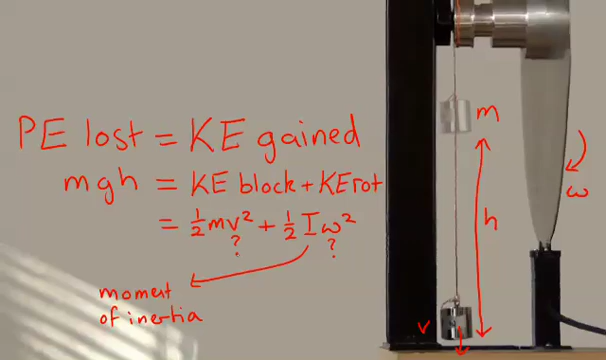 PE lost = KE gained
mgh = KE block + KE rot
= ½mv² + ½Iω²
? ?
moment
of inertia
m
h
ω
v